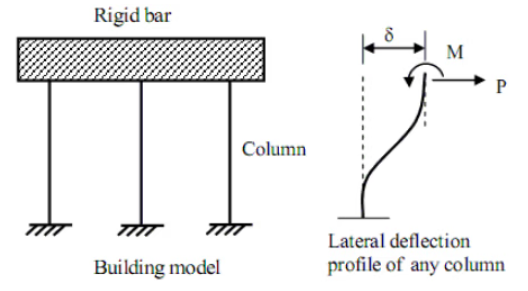 Rigid bar
δ
M
P
Column
Building model
Lateral deflection
profile of any column